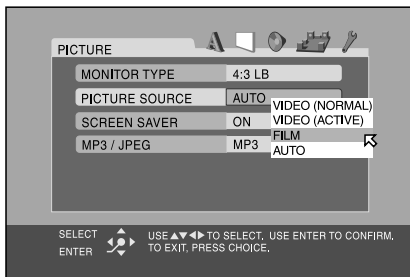 PICTURE
MONITOR TYPE 4:3 LB
PICTURE SOURCE AUTO
VIDEO (NORMAL)
SCREEN SAVER ON
VIDEO (ACTIVE)
FILM
MP3 / JPEG MP3
AUTO
SELECT
ENTER
USE ▲▼◀▶ TO SELECT, USE ENTER TO CONFIRM.
TO EXIT, PRESS CHOICE.